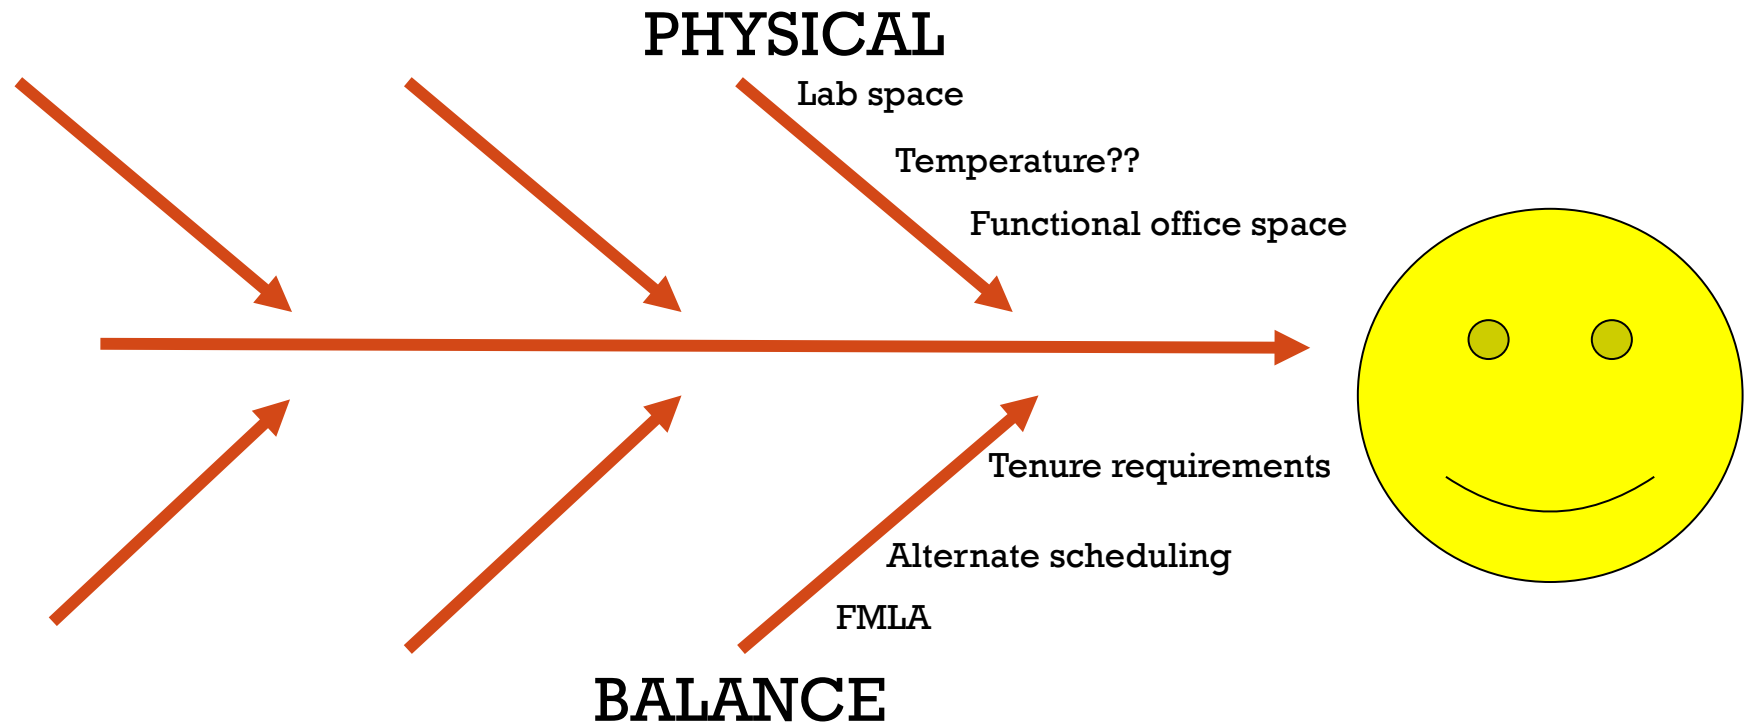 PHYSICAL
Lab space
Temperature??
Functional office space
Tenure requirements
Alternate scheduling
FMLA
BALANCE